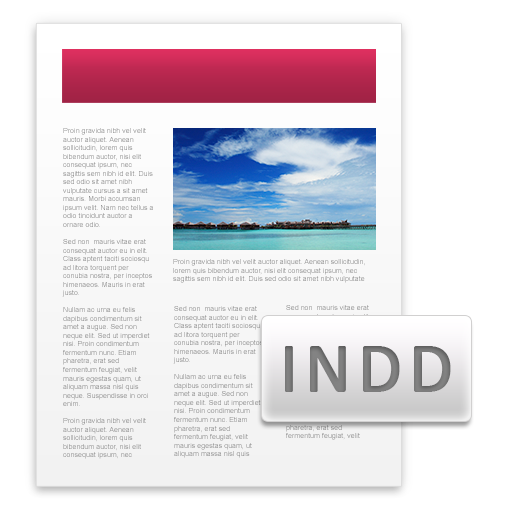 Proin gravida nibh vel velit
auctor aliquet. Aenean
sollicitudin, lorem quis
bibendum auctor, nisi elit
consequat ipsum, nec
sagittis sem nibh id elit. Duis
sed odio sit amet nibh
vulputate cursus a sit amet
mauris. Morbi accumsan
ipsum velit. Nam nec tellus a
odio tincidunt auctor a
ornare odio.
Sed non mauris vitae erat
consequat auctor eu in elit.
Class aptent taciti sociosqu
ad litora torquent per
conubia nostra, per inceptos
himenaeos. Mauris in erat
justo.
Nullam ac urna eu felis
dapibus condimentum sit
amet a augue. Sed non
neque elit. Sed ut imperdiet
nisi. Proin condimentum
fermentum nunc. Etiam
pharetra, erat sed
fermentum feugiat, velit
mauris egestas quam, ut
aliquam massa nisl quis
neque. Suspendisse in orci
enim.
Proin gravida nibh vel velit
auctor aliquet. Aenean
sollicitudin, lorem quis
bibendum auctor, nisi elit
consequat ipsum, nec
Proin gravida nibh vel velit auctor aliquet. Aenean sollicitudin,
lorem quis bibendum auctor, nisi elit consequat ipsum, nec
sagittis sem nibh id elit. Duis sed odio sit amet nibh vulputate
Sed non mauris vitae erat
consequat auctor eu in elit.
Class aptent taciti sociosqu
ad litora torquent per
conubia nostra, per
himenaeos. Mauris in erat
justo.
Nullam ac urna eu felis
dapibus condimentum sit
amet a augue. Sed non
neque elit. Sed ut imperdiet
nisi. Proin condimentum
fermentum nunc. Etiam
pharetra, erat sed
fermentum feugiat, velit
mauris egestas quam, ut
aliquam massa nisl quis
Sed non mauris vitae erat
pharetra, erat sed
fermentum feugiat, velit
INDD